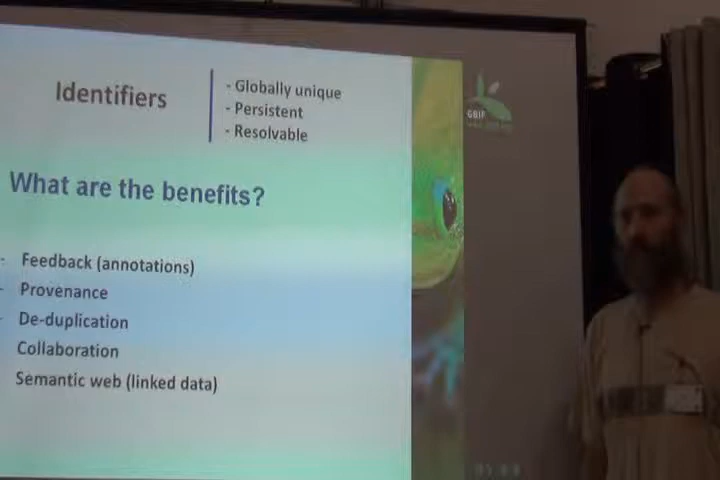 Identifiers
- Globally unique
- Persistent
- Resolvable
What are the benefits?
- Feedback (annotations)
- Provenance
- De-duplication
Collaboration
Semantic web (linked data)
GBIF